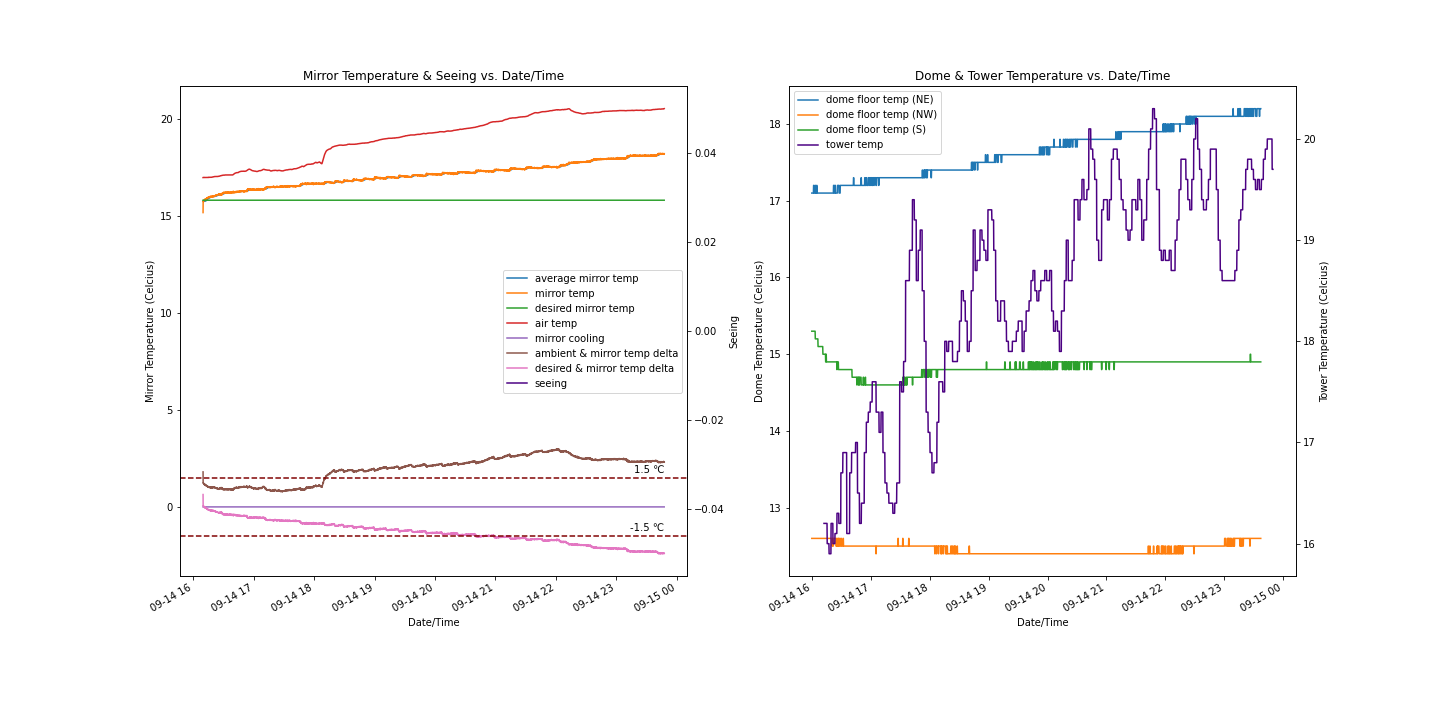 Mirror Temperature & Seeing vs. Date/Time
Mirror Temperature (Celcius)
20
15
10
5
0
average mirror temp
mirror temp
desired mirror temp
air temp
mirror cooling
ambient & mirror temp delta
desired & mirror temp delta
seeing
1.5 °C
-1.5 °C
0.04
0.02
0.00
−0.02
−0.04
Seeing
09-14 16
09-14 17
09-14 18
09-14 19
09-14 20
09-14 21
09-14 22
09-14 23
09-15 00
Date/Time
Dome & Tower Temperature vs. Date/Time
Dome Temperature (Celcius)
18
17
16
15
14
13
dome floor temp (NE)
dome floor temp (NW)
dome floor temp (S)
tower temp
20
19
18
17
16
Tower Temperature (Celcius)
09-14 16
09-14 17
09-14 18
09-14 19
09-14 20
09-14 21
09-14 22
09-14 23
09-15 00
Date/Time